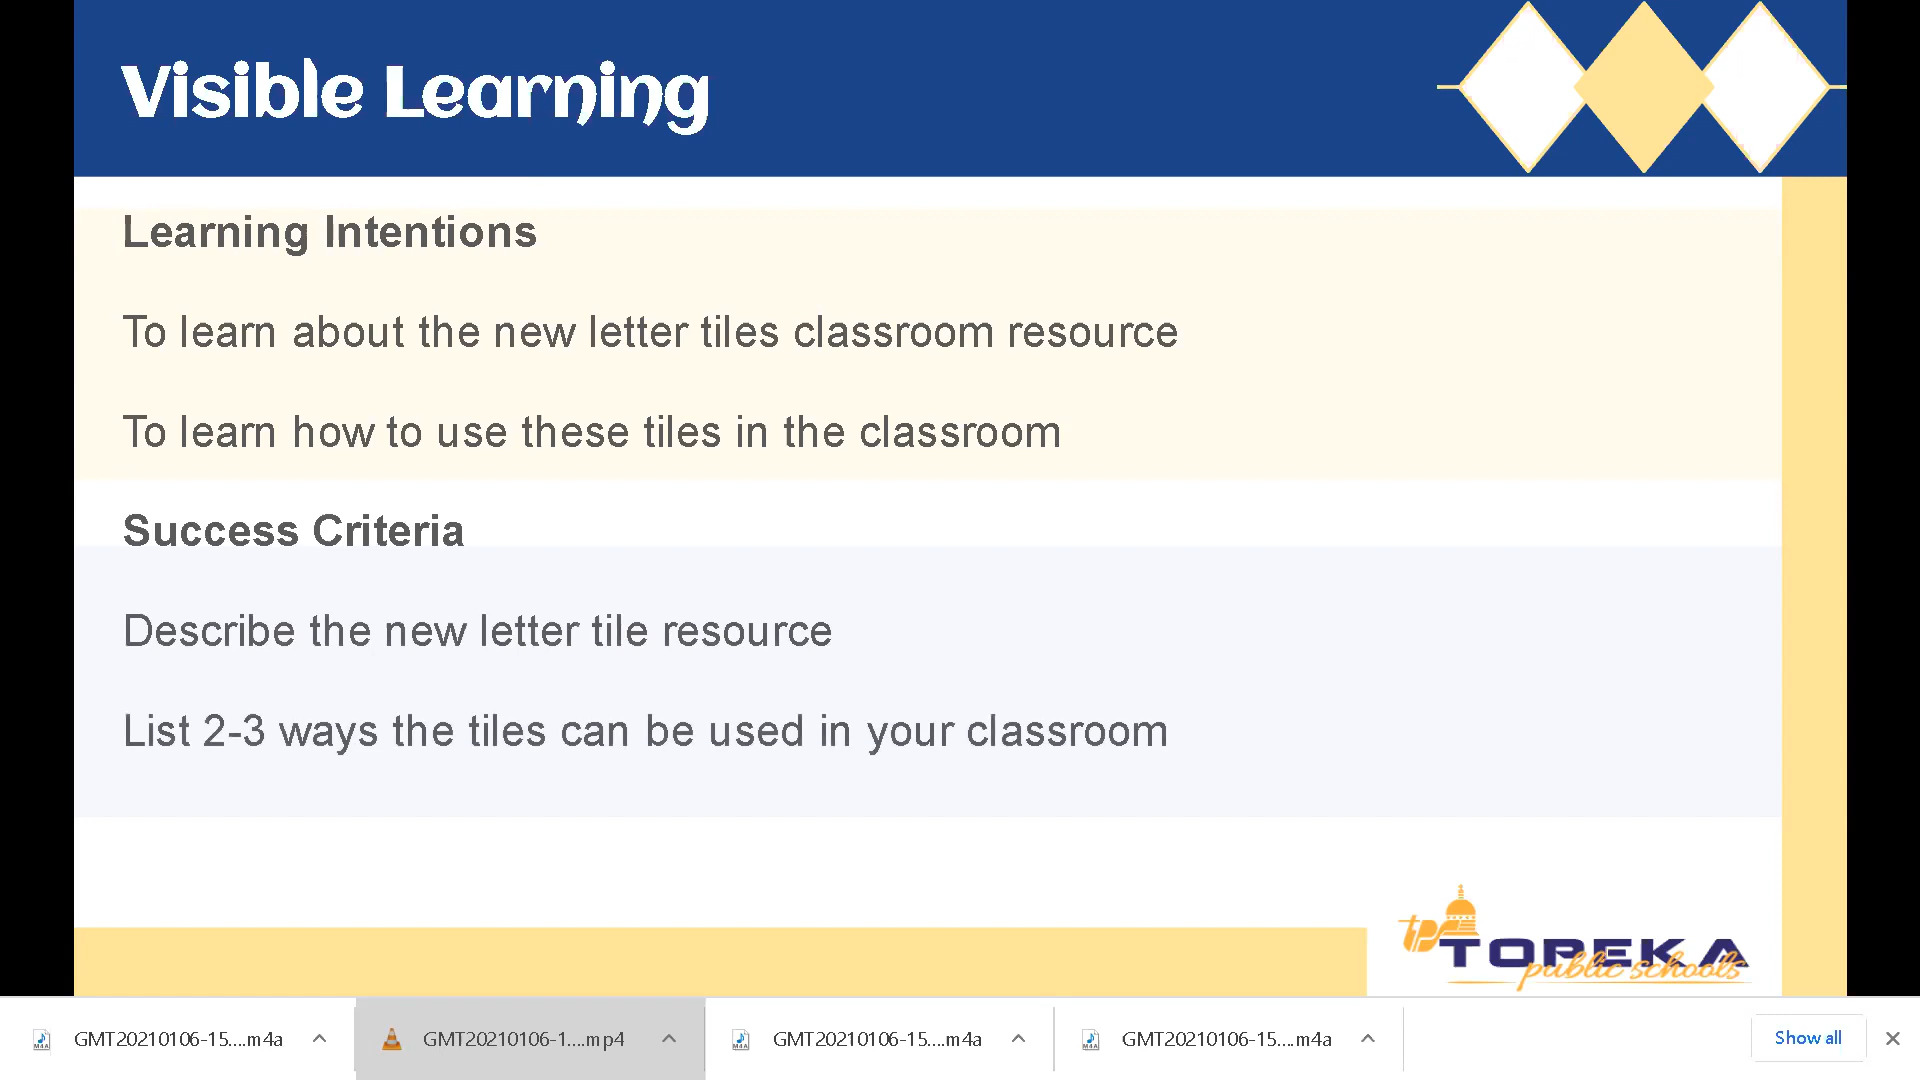 Visible Learning
Learning Intentions
To learn about the new letter tiles classroom resource
To learn how to use these tiles in the classroom
Success Criteria
Describe the new letter tile resource
List 2-3 ways the tiles can be used in your classroom
tps
TOPEKA
public schools
GMT20210106-15....m4a
GMT20210106-1....mp4
GMT20210106-15....m4a
GMT20210106-15....m4a
Show all